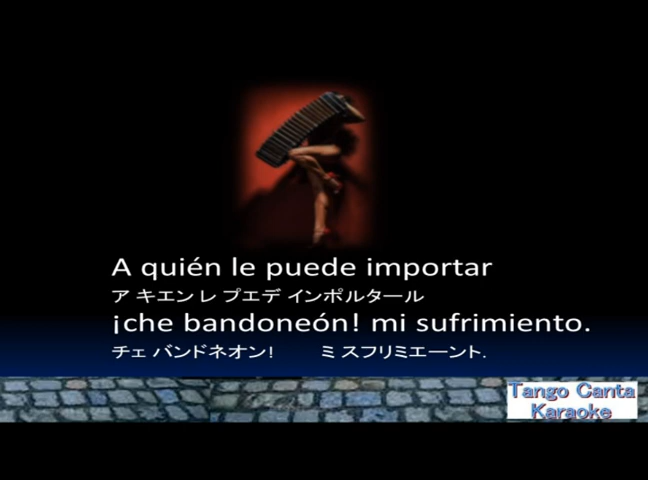 A quién le puede importar
ア キエン レ プエデ インポルタール
¡che bandoneón! mi sufrimiento.
チェ バンドネオン! ミ スフリミエーント.
Tango Canta
Karaoke